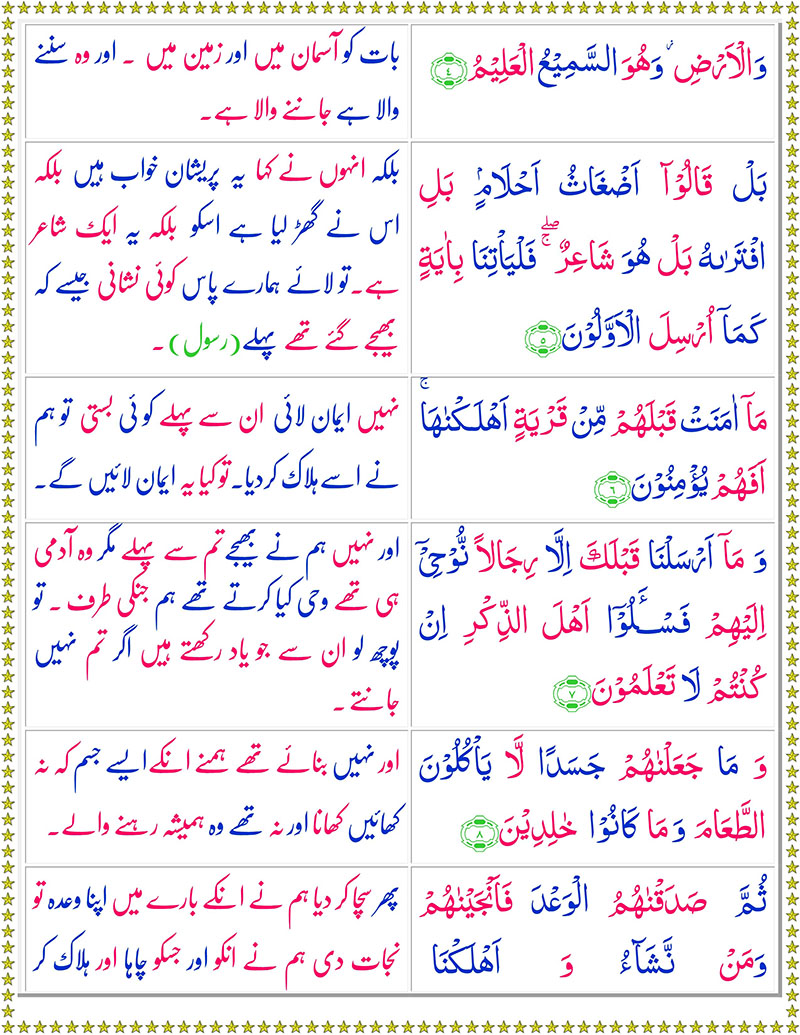 وَالْاَرْضِ ۫ وَهُوَ السَّمِيْعُ الْعَلِيْمُ ﴿٤﴾
بات کو آسمان میں اور زمین میں ۔ اور وہ سننے
والا ہے جاننے والا ہے۔
بَلْ قَالُوْۤا اَضْغَاثُ اَحْلَامٍۭ بَلِ
افْتَرٰىهُ بَلْ هُوَ شَاعِرٌ ۖۚ فَلْيَاْتِنَا بِاٰيَةٍ
كَمَاۤ اُرْسِلَ الْاَوَّلُوْنَ ﴿٥﴾
بلکہ انہوں نے کہا یہ پریشان خواب ہیں بلکہ
اس نے گھڑ لیا ہے اسکو بلکہ یہ ایک شاعر
ہے۔ تو لائے ہمارے پاس کوئی نشانی جیسے کہ
بھیجے گئے تھے پہلے (رسول) ۔
مَاۤ اٰمَنَتْ قَبْلَهُمْ مِّنْ قَرْيَةٍ اَهْلَكْنٰهَا ۚ
اَفَهُمْ يُؤْمِنُوْنَ ﴿٦﴾
نہیں ایمان لائی ان سے پہلے کوئی بستی تو ہم
نے اسے ہلاک کردیا۔ تو کیا یہ ایمان لائیں گے۔
وَ مَاۤ اَرْسَلْنَا قَبْلَكَ اِلَّا رِجَالًا نُّوْحِيْۤ
اِلَيْهِمْ فَسْـَٔلُوْۤا اَهْلَ الذِّكْرِ اِنْ
كُنْتُمْ لَا تَعْلَمُوْنَ ﴿٧﴾
اور نہیں ہم نے بھیجے تم سے پہلے مگر وہ آدمی
ہی تھے وحی کیا کرتے تھے ہم جنکی طرف ۔ تو
پوچھ لو ان سے جو یاد رکھتے ہیں اگر تم نہیں
جانتے ۔
وَ مَا جَعَلْنٰهُمْ جَسَدًا لَّا يَاْكُلُوْنَ
الطَّعَامَ وَمَا كَانُوْا خٰلِدِيْنَ ﴿٨﴾
اور نہیں بنائے تھے ہمنے انکے ایسے جسم کہ نہ
کھائیں کھانا اور نہ تھے وہ ہمیشہ رہنے والے۔
ثُمَّ صَدَقْنٰهُمُ الْوَعْدَ فَاَنْجَيْنٰهُمْ
وَمَنْ نَّشَآءُ وَ اَهْلَكْنَا
پھر سچا کر دیا ہم نے انکے بارے میں اپنا وعدہ تو
نجات دی ہم نے انکو اور جسکو چاہا اور ہلاک کر